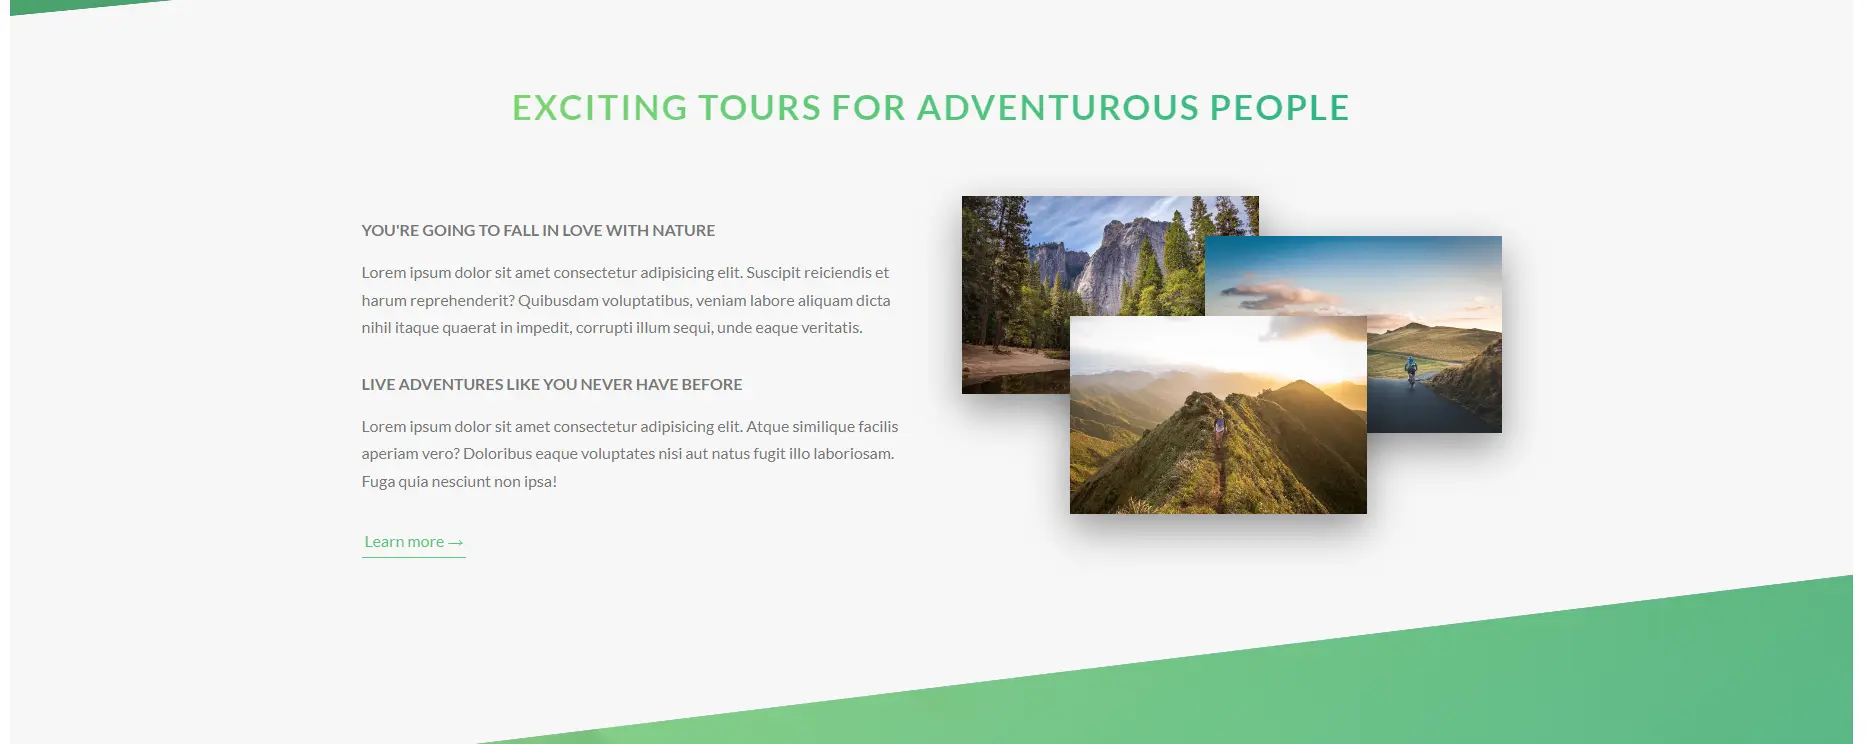 EXCITING TOURS FOR ADVENTUROUS PEOPLE
YOU'RE GOING TO FALL IN LOVE WITH NATURE
Lorem ipsum dolor sit amet consectetur adipisicing elit. Suscipit reiciendis et
harum reprehenderit? Quibusdam voluptatibus, veniam labore aliquam dicta
nihil itaque quaerat in impedit, corrupti illum sequi, unde eaque veritatis.
LIVE ADVENTURES LIKE YOU NEVER HAVE BEFORE
Lorem ipsum dolor sit amet consectetur adipisicing elit. Atque similique facilis
aperiam vero? Doloribus eaque voluptates nisi aut natus fugit illo laboriosam.
Fuga quia nesciunt non ipsa!
Learn more →